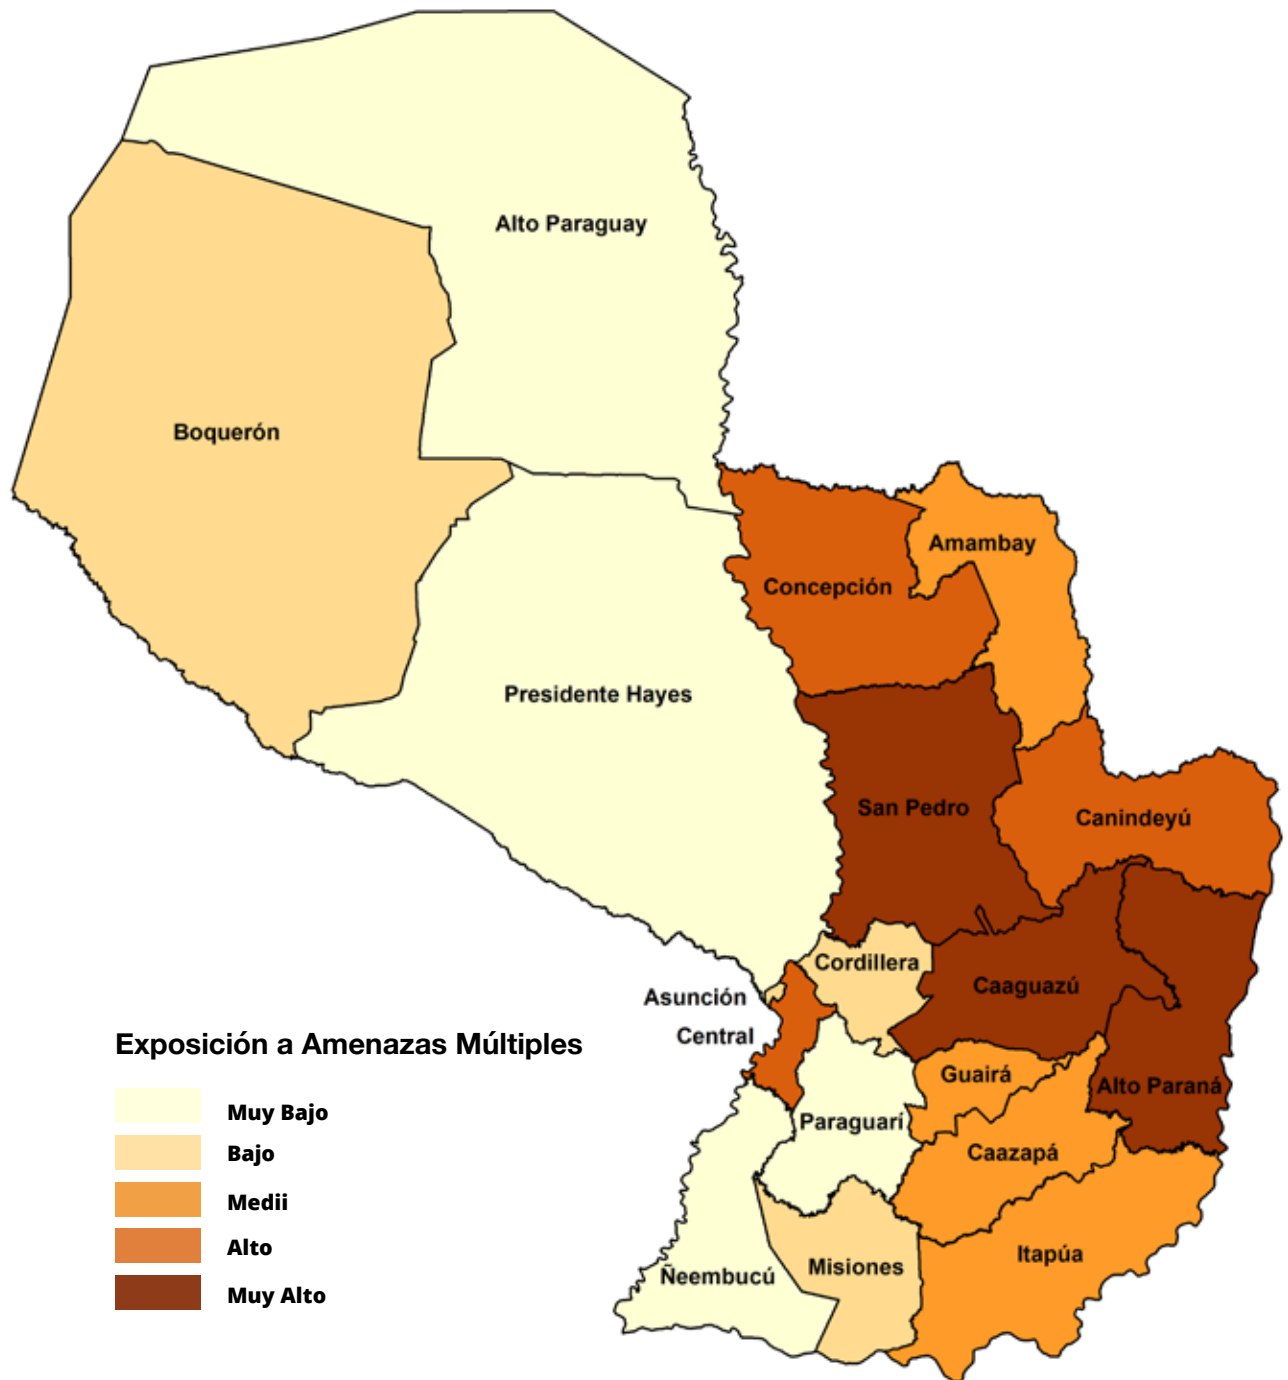 Alto Paraguay
Boquerón
Amambay
Concepción
Presidente Hayes
San Pedro
Canindeyú
Cordillera
Caaguazú
Asunción
Central
Exposición a Amenazas Múltiples
Guairá
Alto Paraná
Muy Bajo
Paraguarí
Bajo
Caazapá
Medii
Alto
Itapúa
Misiones
Ñeembucú
Muy Alto